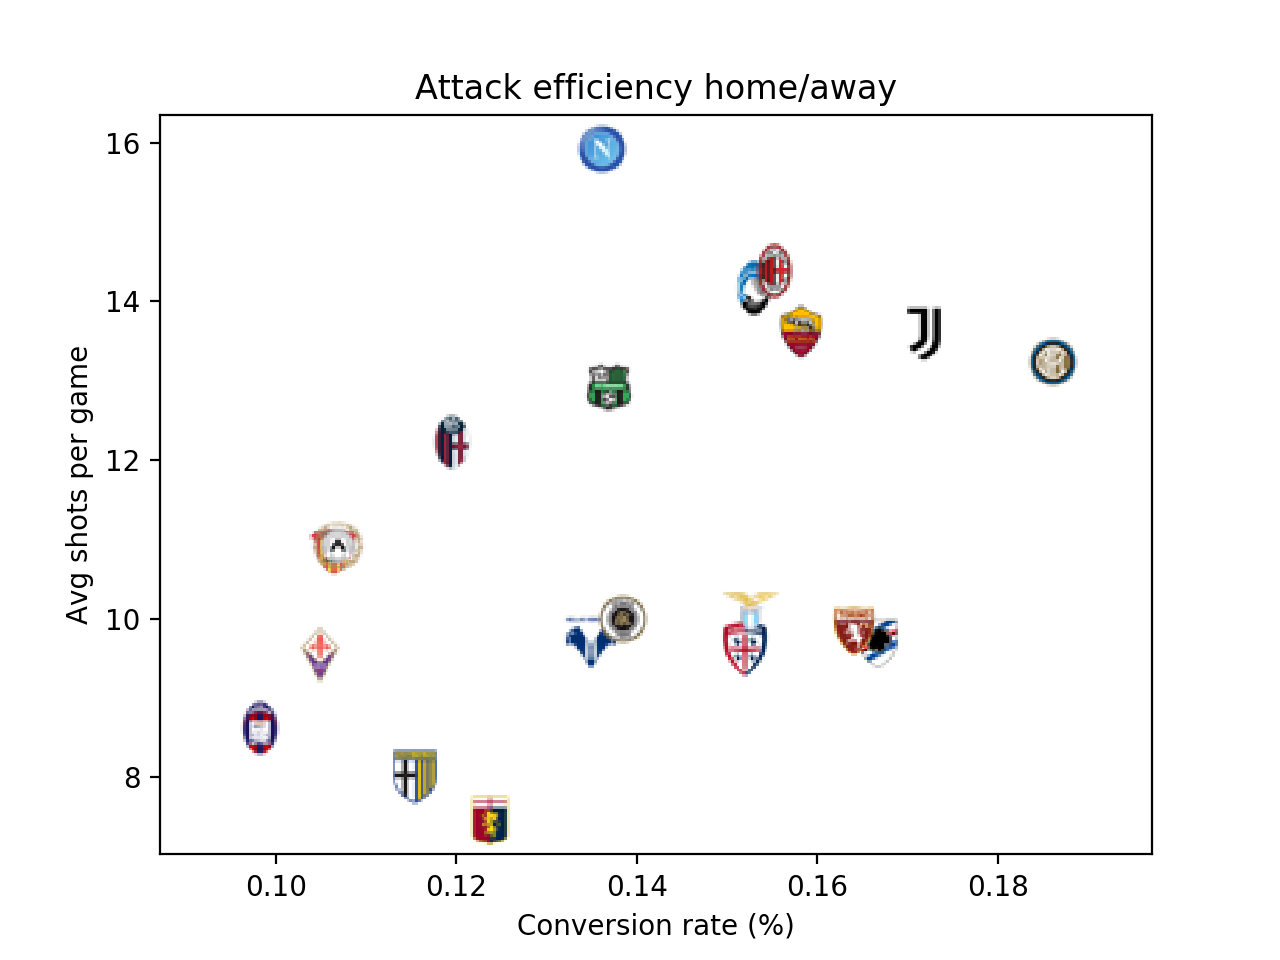 Attack efficiency home/away
16
14
12
10
8
Avg shots per game
0.10 0.12 0.14 0.16 0.18
Conversion rate (%)